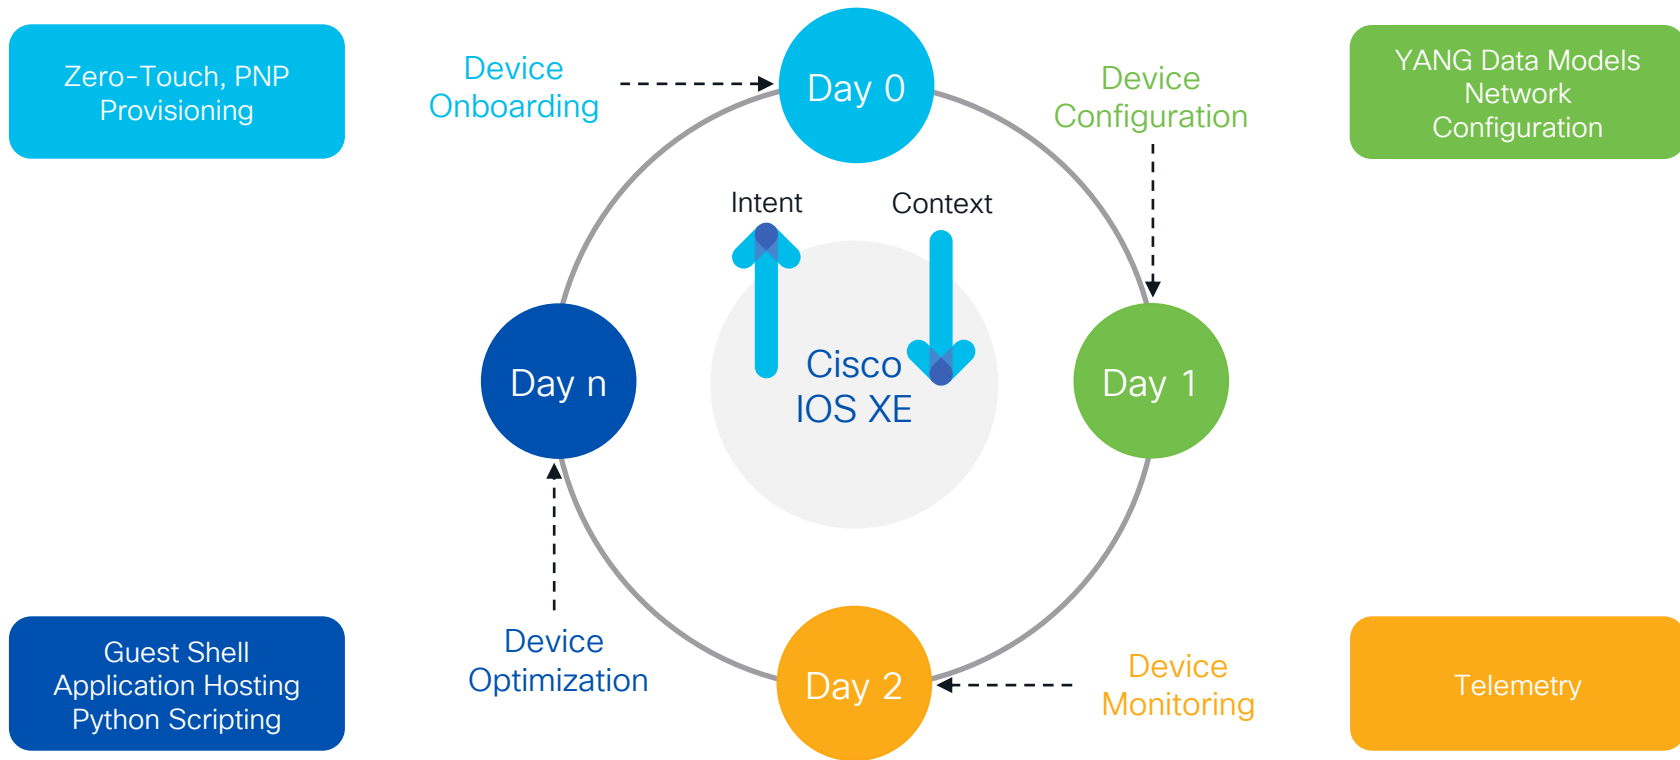 Zero-Touch, PNP
Provisioning
Device
Onboarding
Day 0
Device
Configuration
YANG Data Models
Network
Configuration
Intent
Context
Day n
Cisco
IOS XE
Day 1
Guest Shell
Application Hosting
Python Scripting
Device
Optimization
Day 2
Device
Monitoring
Telemetry